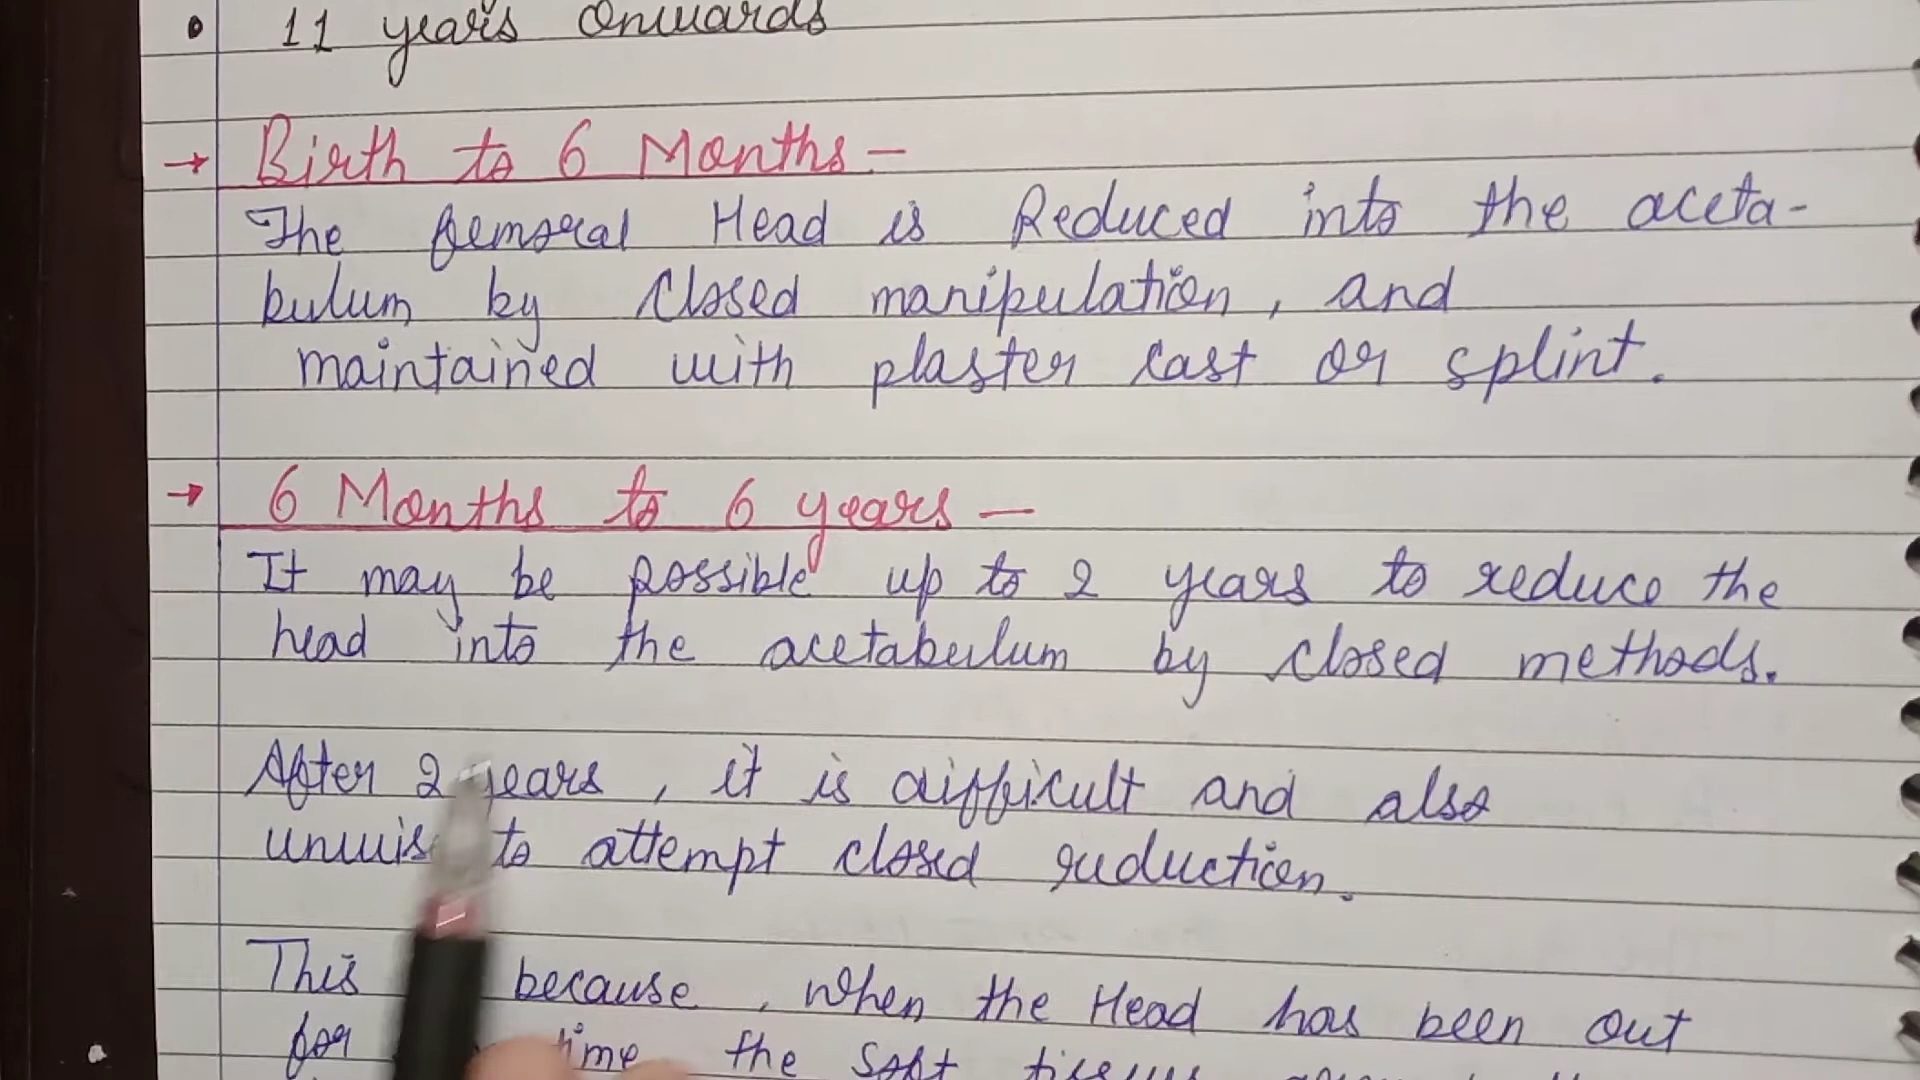 • 11 years onwards
→ Birth to 6 Months -
The femoral Head is Reduced into the aceta-
bulum by closed manipulation, and
maintained with plaster cast or splint.
→ 6 Months to 6 years -
It may be possible up to 2 years to reduce the
head into the acetabulum by closed methods.
After 2 years, it is difficult and also
unwise to attempt closed reduction.
This because, when the Head has been out
for time the soft tissues